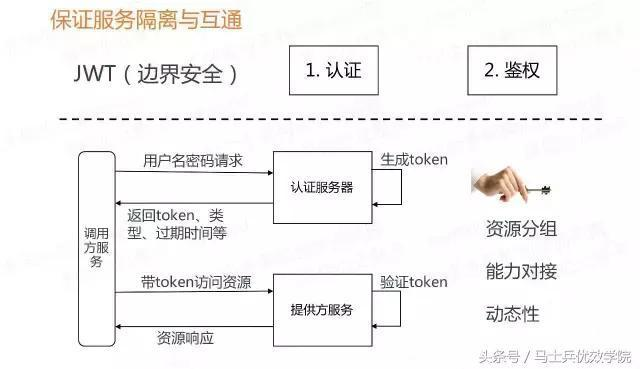 保证服务隔离与互通
JWT（边界安全）
1. 认证
2. 鉴权
用户名密码请求
生成token
认证服务器
返回token、类
型、过期时间等
调用
方服
务
带token访问资源
验证token
提供方服务
资源响应
资源分组
能力对接
动态性
头条号／马士兵优效学院